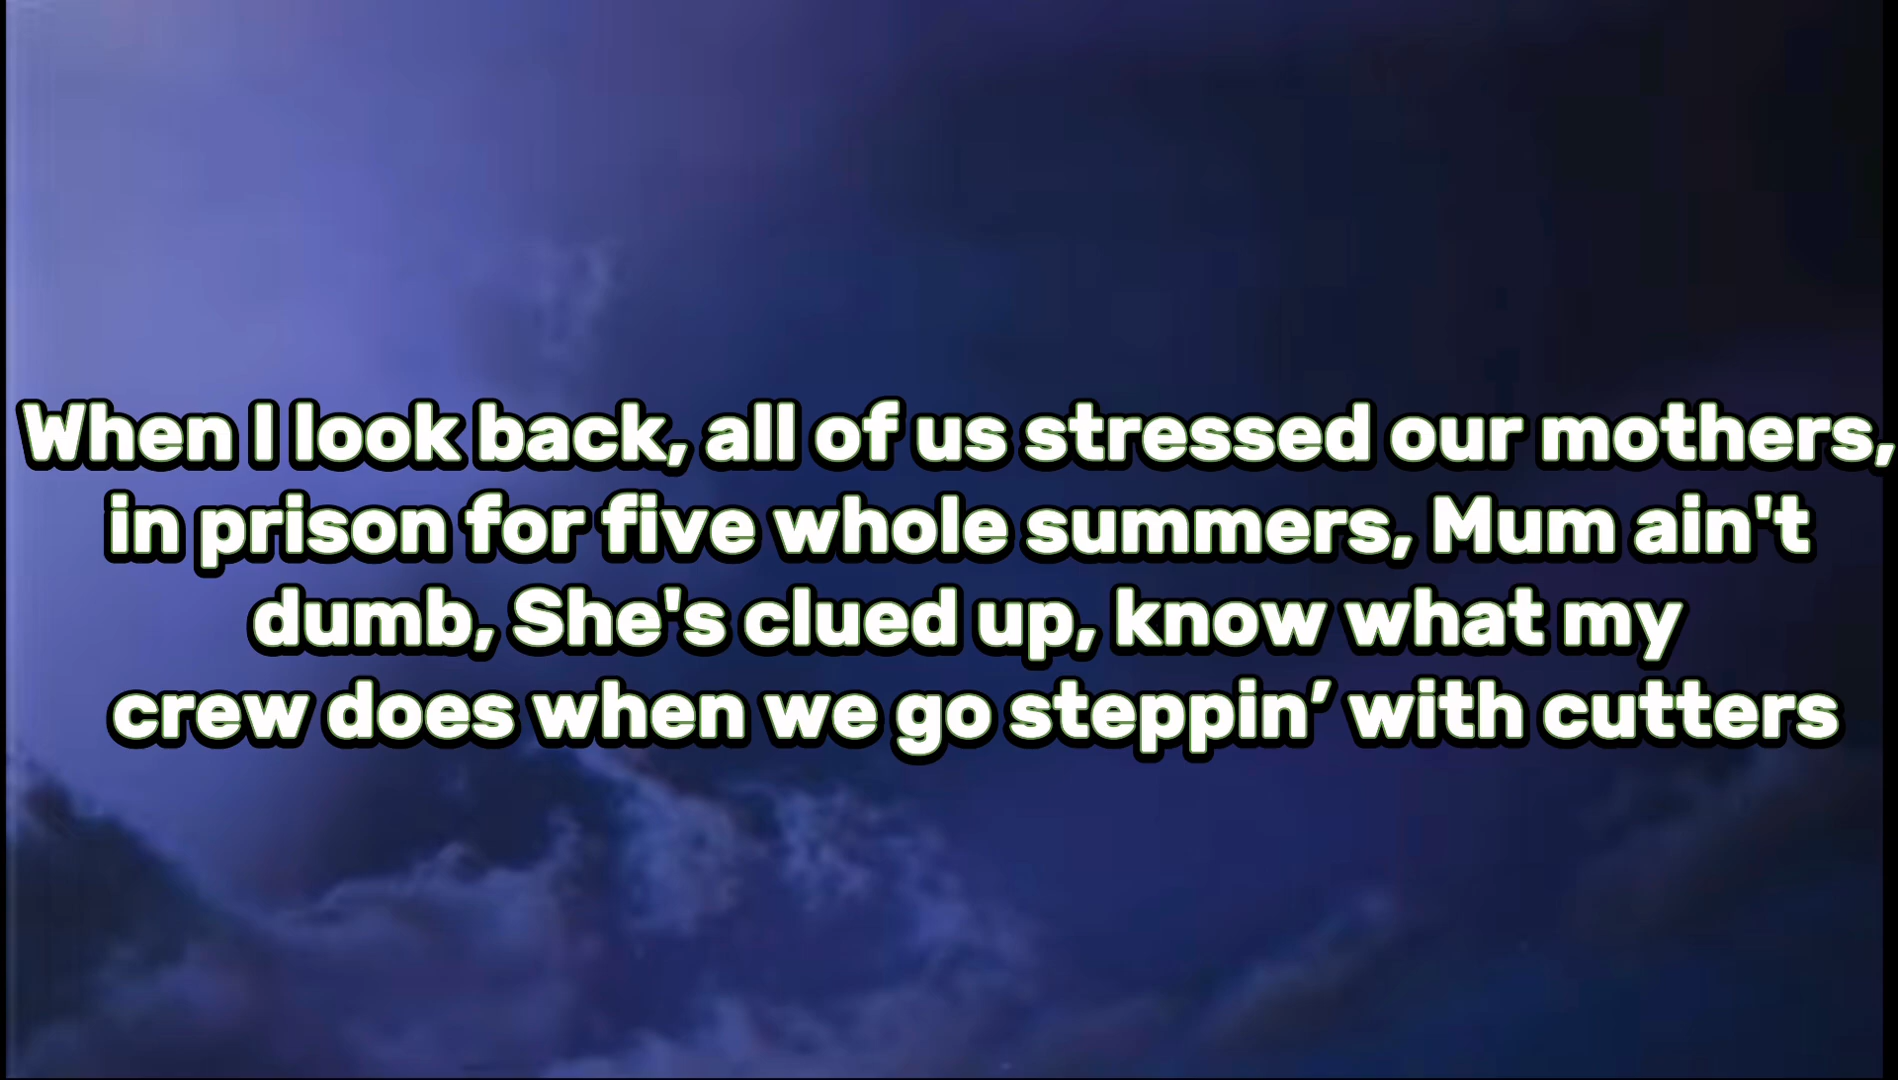 When I look back, all of us stressed our mothers,
in prison for five whole summers, Mum ain't
dumb, She's clued up, know what my
crew does when we go steppin’ with cutters